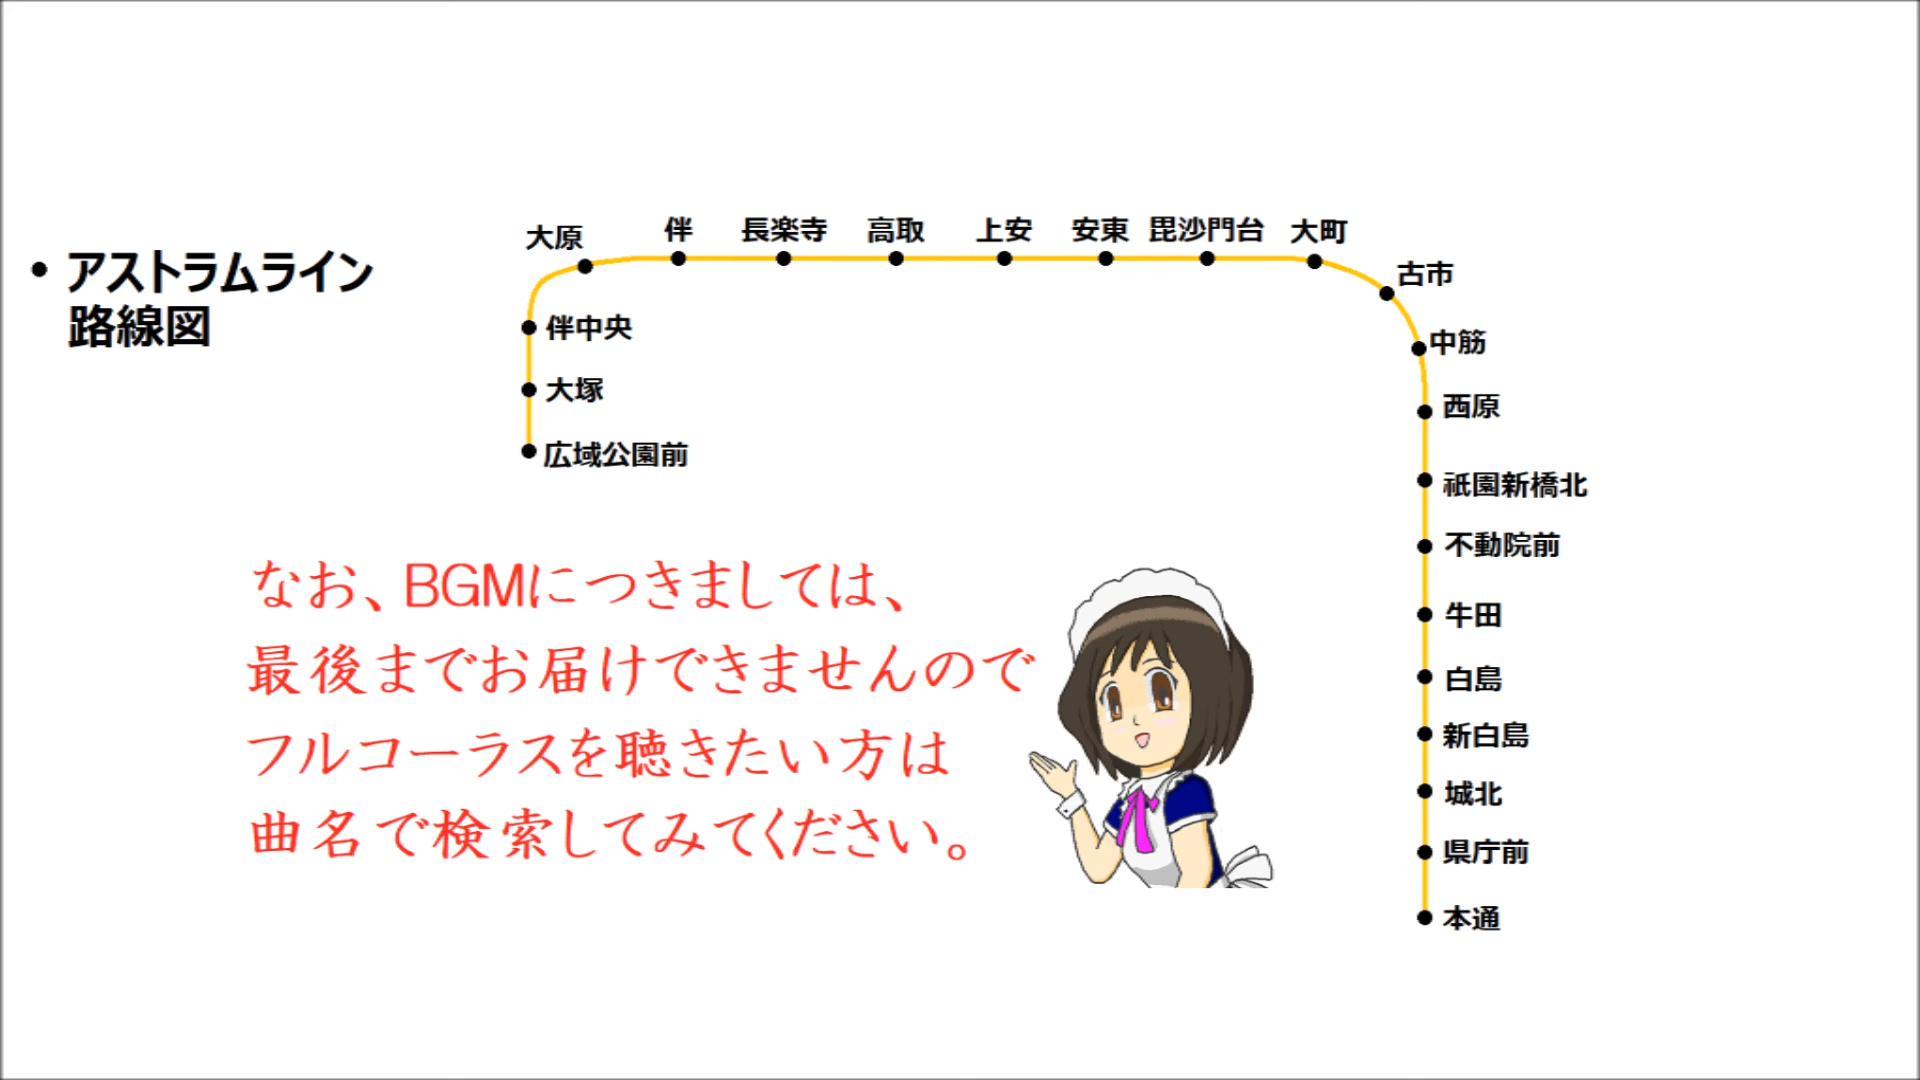 • アストラムライン
路線図
大原
伴
長楽寺
高取
上安
安東
毘沙門台
大町
古市
中筋
西原
祇園新橋北
不動院前
牛田
白島
新白島
城北
県庁前
本通
伴中央
大塚
広域公園前
なお、BGMにつきましては、
最後までお届けできませんので
フルコーラスを聴きたい方は
曲名で検索してみてください。